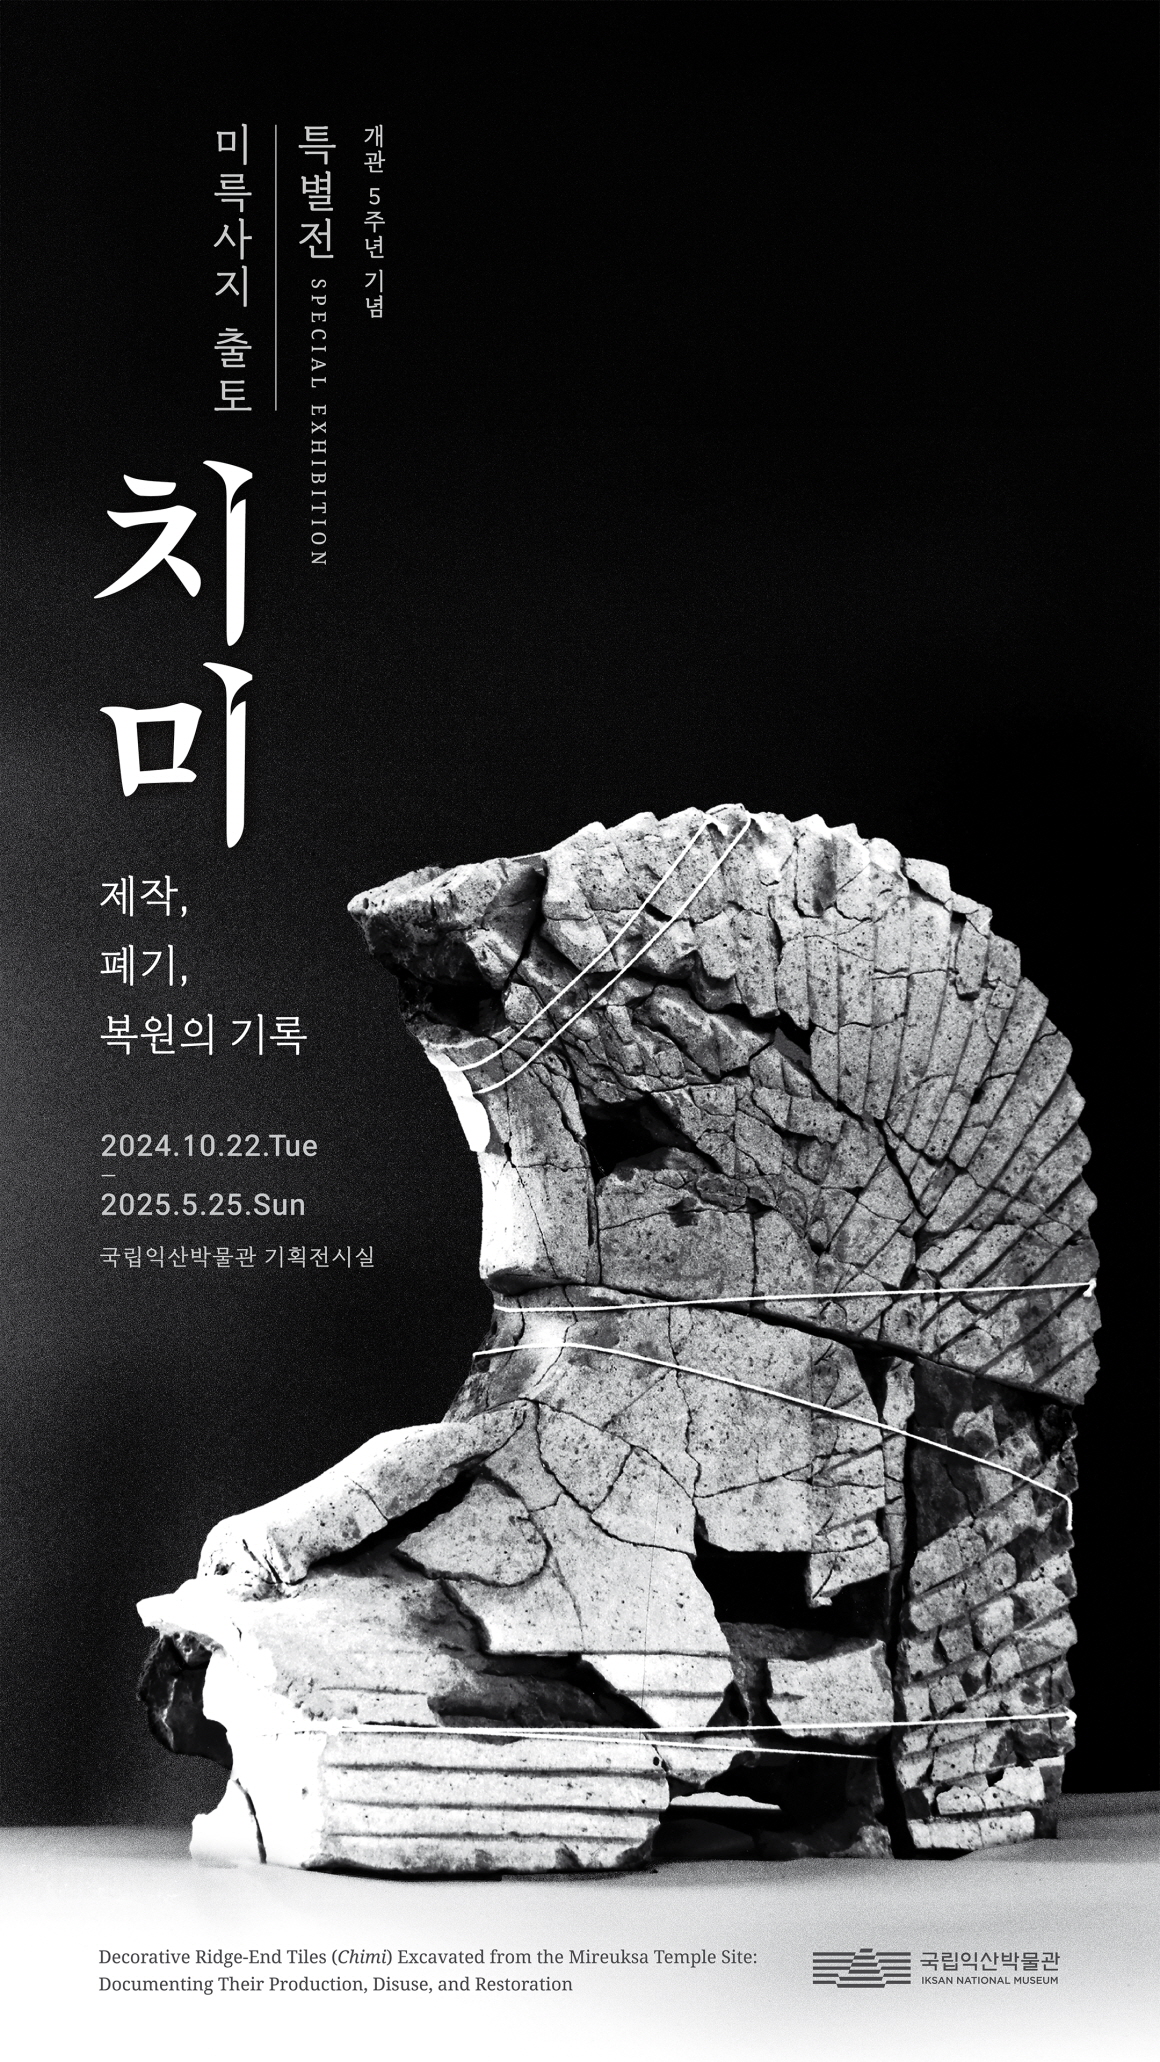 개관 5주년 기념
특별전 SPECIAL EXHIBITION
미륵사지 출토
치미
제작,
폐기,
복원의 기록
2024.10.22.Tue
–
2025.5.25.Sun
국립익산박물관 기획전시실
Decorative Ridge-End Tiles (Chimi) Excavated from the Mireuksa Temple Site:
Documenting Their Production, Disuse, and Restoration
국립익산박물관
IKSAN NATIONAL MUSEUM